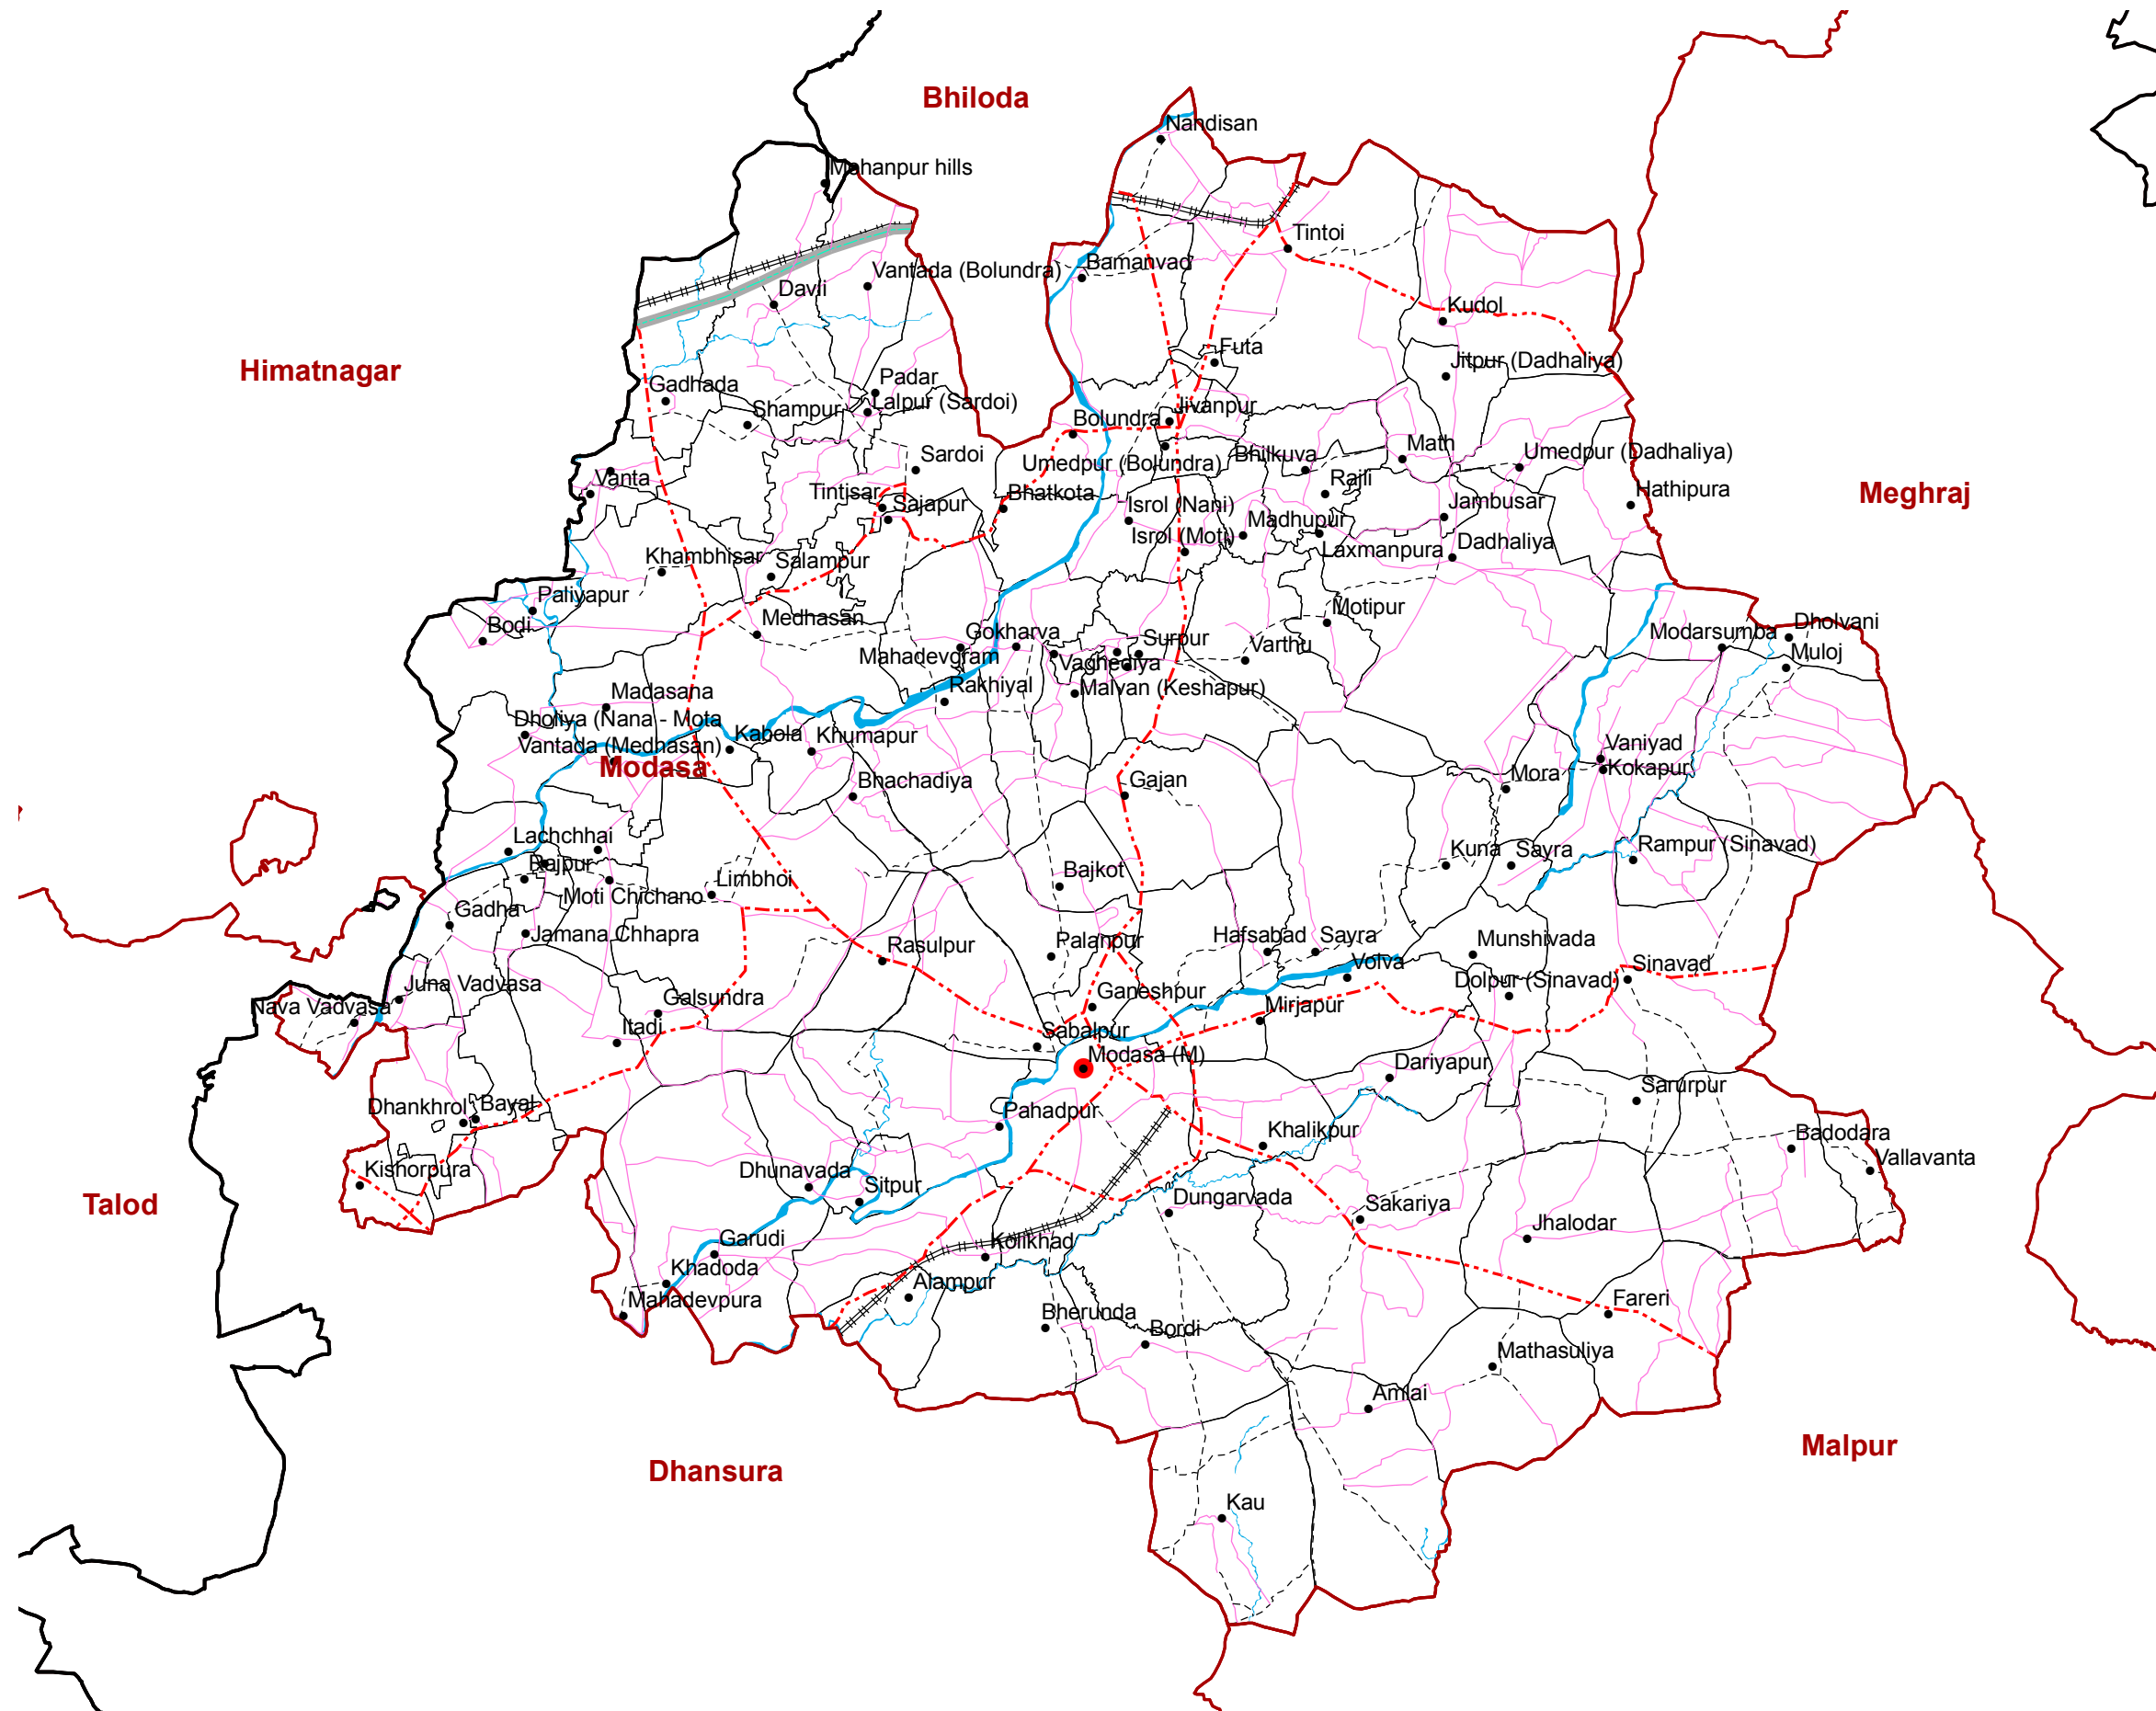 Bhiloda
Nandisan
Mohanpur hills
Tintoi
Vantada (Bolundra)
Bamanvad
Davli
Kudol
Futa
Jitpur (Dadhaliya)
Himatnagar
Padar
Gadhada
Lalpur (Sardoi)
Shampur
Jivanpur
Bolundra
Math
Umedpur (Dadhaliya)
Sardoi
Umedpur (Bolundra)
Bhilkuva
Vanta
Rajli
Hathipura
Meghraj
Tintisar
Bhatkota
Sajapur
Isrol (Nani)
Jambusar
Madhupur
Isrol (Moti)
Laxmanpura
Dadhaliya
Khambhisar
Salampur
Paliyapur
Motipur
Medhasan
Bodi
Gokharva
Surpur
Varthu
Modarsumba
Dholvani
Mahadevgram
Vaghediya
Muloj
Madasana
Rakhiyal
Malvan (Keshapur)
Dholiya (Nana - Mota
Kabola
Khumapur
Vantada (Medhasan)
Vaniyad
Modasa
Kokapur
Mora
Bhachadiya
Gajan
Lachchhai
Rajpur
Kuna
Sayra
Rampur (Sinavad)
Limbhoi
Bajkot
Moti Chichano
Gadha
Jamana Chhapra
Rasulpur
Palanpur
Hafsabad
Sayra
Munshivada
Volva
Sinavad
Juna Vadvasa
Dolpur (Sinavad)
Nava Vadvasa
Galsundra
Ganeshpur
Mirjapur
Itadi
Sabalpur
Modasa (M)
Dariyapur
Sarurpur
Dhankhrol
Bayal
Pahadpur
Khalikpur
Badodara
Kishorpura
Dhunavada
Vallavanta
Sitpur
Talod
Dungarvada
Sakariya
Jhalodar
Garudi
Kolikhad
Khadoda
Alampur
Mahadevpura
Fareri
Bherunda
Bordi
Mathasuliya
Amlai
Malpur
Dhansura
Kau